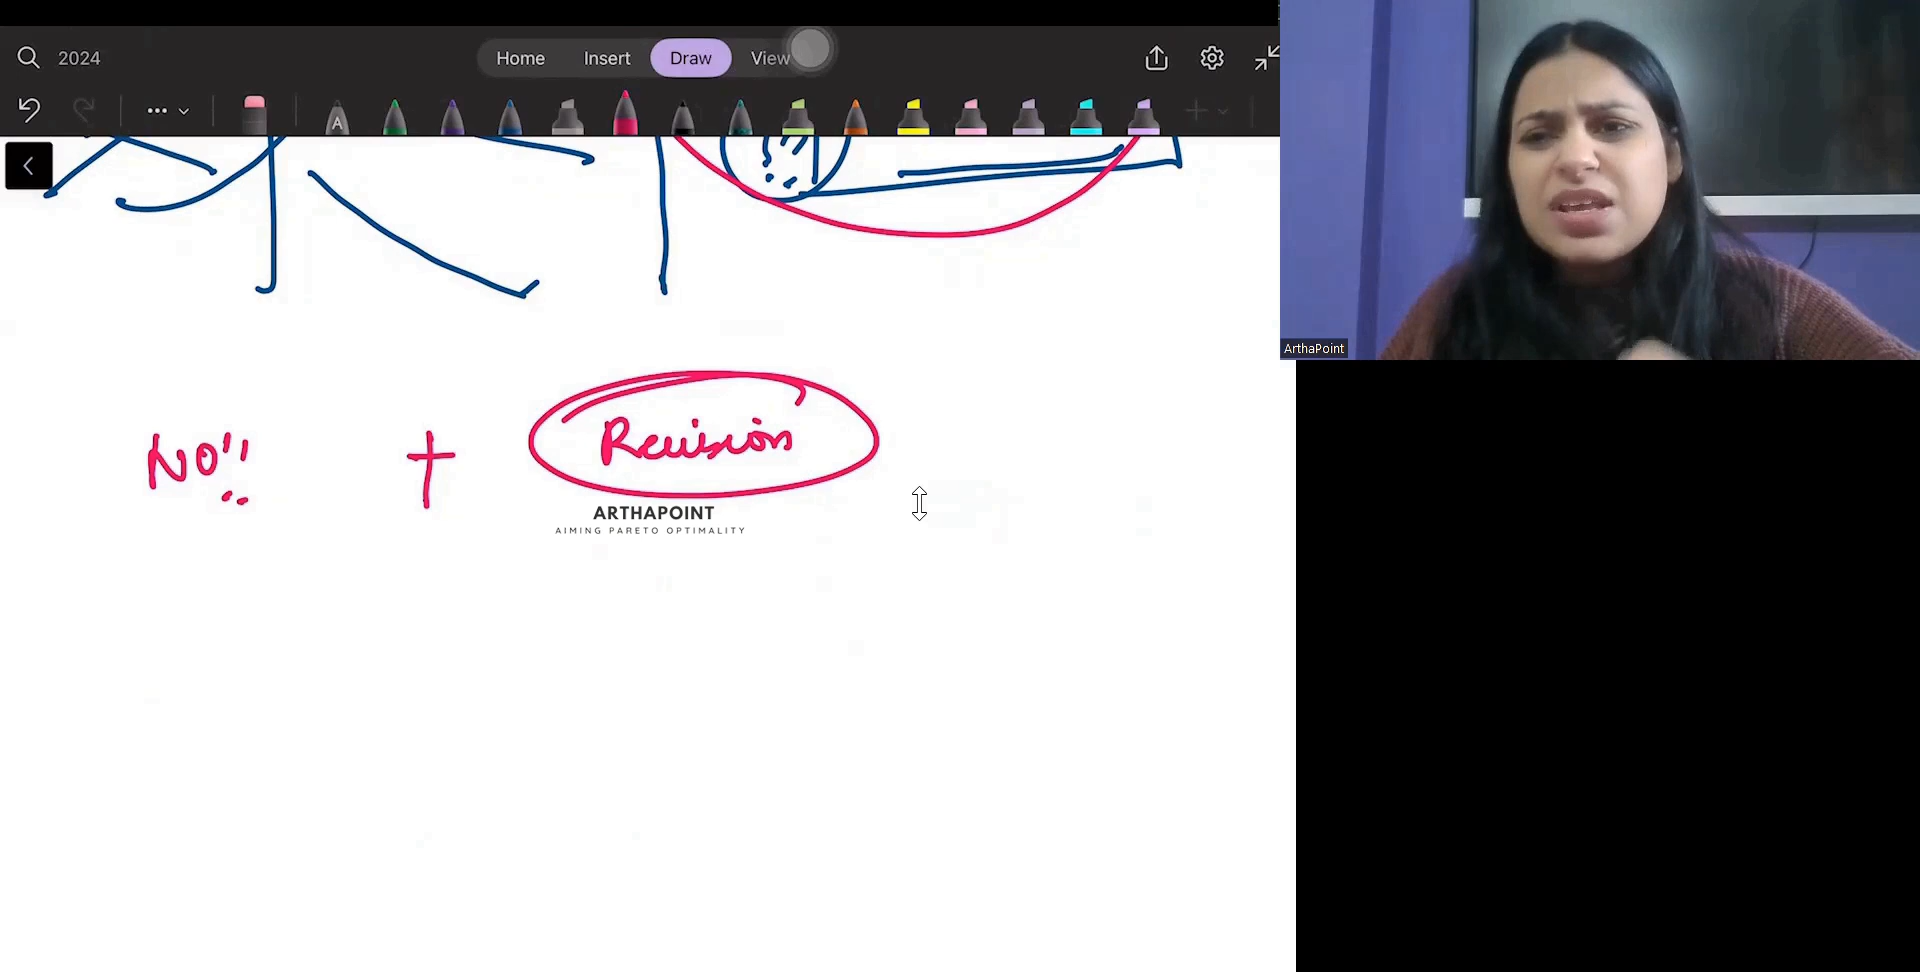 2024
Home Insert Draw View
A
ArthaPoint
NO!! + Revision
ARTHAPOINT
AIMING PARETO OPTIMALITY